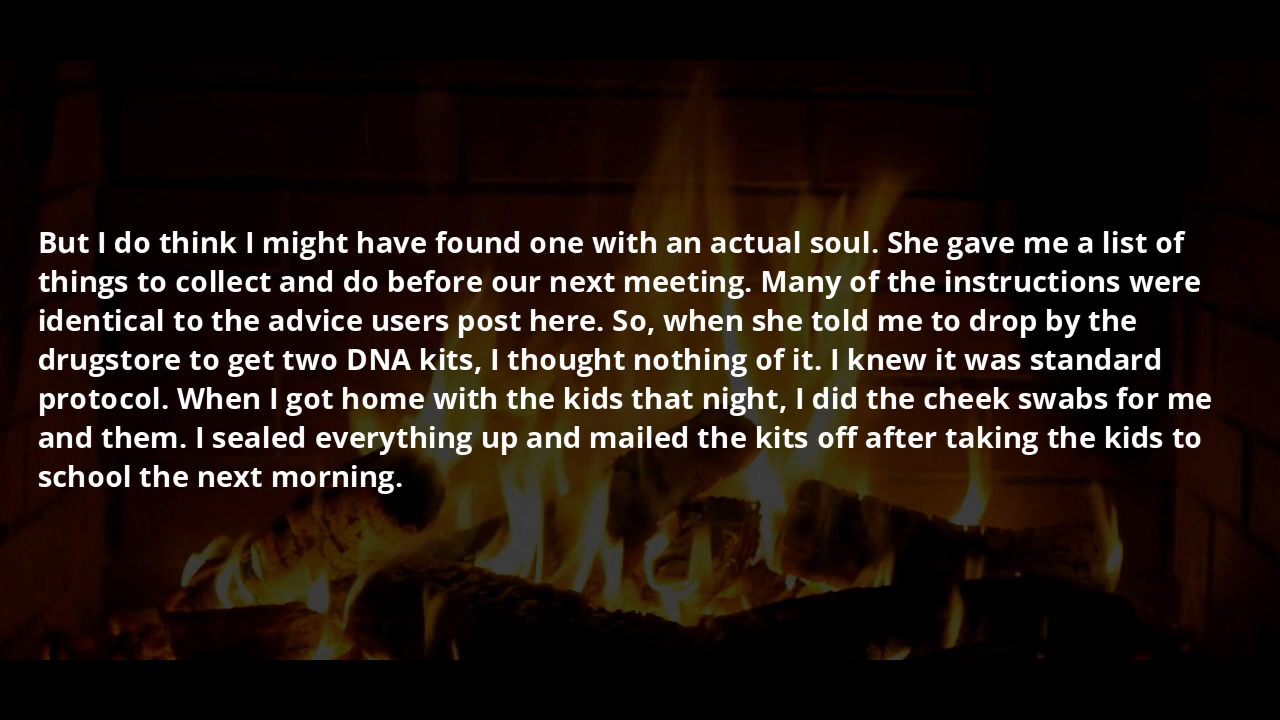 But I do think I might have found one with an actual soul. She gave me a list of
things to collect and do before our next meeting. Many of the instructions were
identical to the advice users post here. So, when she told me to drop by the
drugstore to get two DNA kits, I thought nothing of it. I knew it was standard
protocol. When I got home with the kids that night, I did the cheek swabs for me
and them. I sealed everything up and mailed the kits off after taking the kids to
school the next morning.